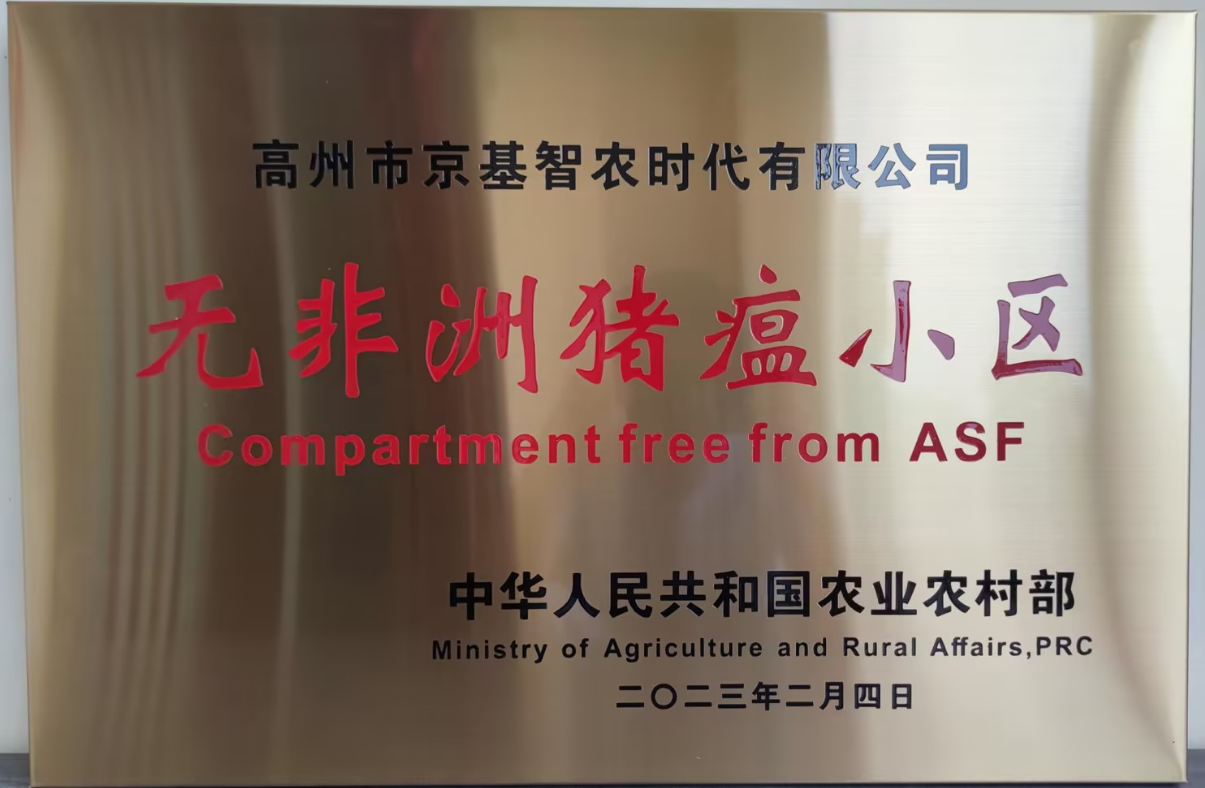 高州市京基智农时代有限公司
无非洲猪瘟小区
Compartment free from ASF
中华人民共和国农业农村部
Ministry of Agriculture and Rural Affairs,PRC
二〇二三年二月四日